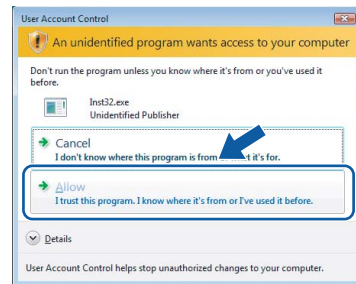 User Account Control
An unidentified program wants access to your computer
Don't run the program unless you know where it's from or you've used it
before.
Inst32.exe
Unidentified Publisher
Cancel
I don't know where this program is from it's for.
Allow
I trust this program. I know where it's from or I've used it before.
Details
User Account Control helps stop unauthorized changes to your computer.